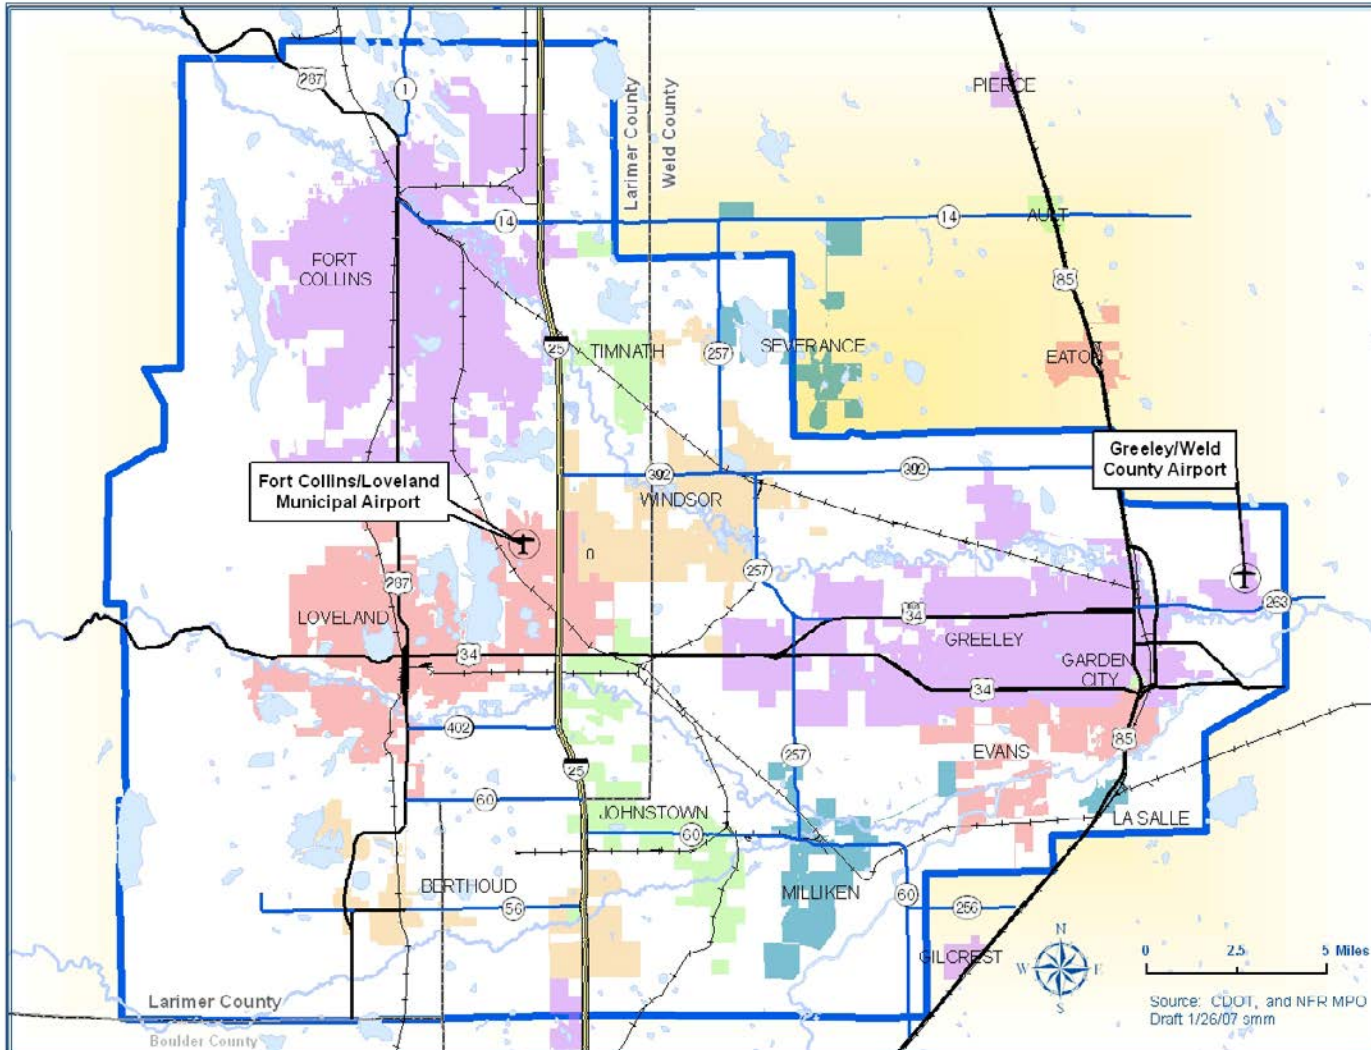 287
1
Larimer County
Weld County
PIERCE
14
14
AULT
FORT
COLLINS
85
25
TIMNATH
257
SEVERANCE
EATON
Greeley/Weld
County Airport
Fort Collins/Loveland
Municipal Airport
392
392
WINDSOR
287
257
263
LOVELAND
34
34
GREELEY
GARDEN
CITY
34
402
257
EVANS
85
25
60
JOHNSTOWN
60
LA SALLE
BERTHOUD
MILLIKEN
60
56
256
GILCREST
N
W
E
S
0 2.5 5 Miles
Larimer County
Boulder County
Source: CDOT, and NFR MPO
Draft 1/26/07 smm